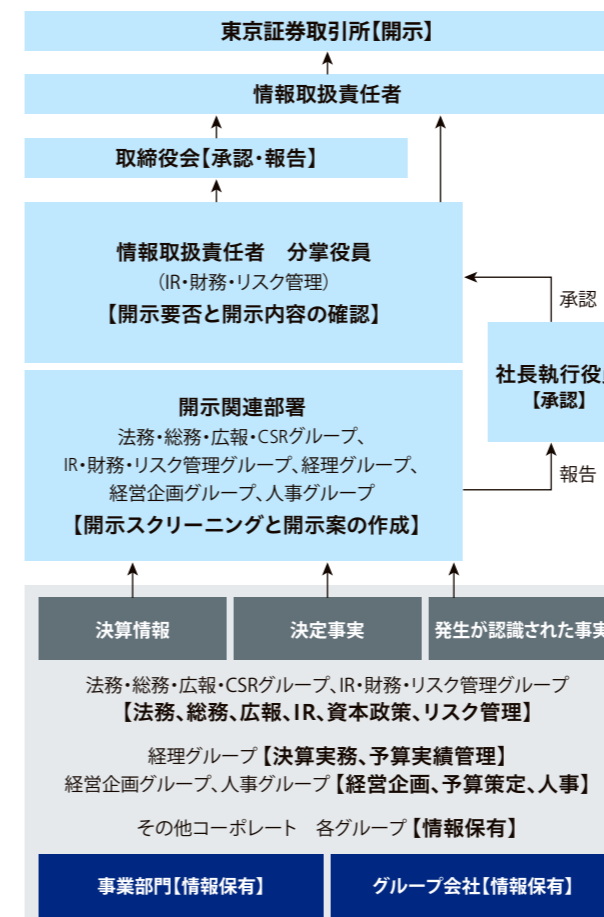 東京証券取引所【開示】
情報取扱責任者
取締役会【承認・報告】
情報取扱責任者　分掌役員
（IR・財務・リスク管理）
【開示要否と開示内容の確認】
承認
社長執行役員
【承認】
報告
開示関連部署
法務・総務・広報・CSRグループ、
IR・財務・リスク管理グループ、経理グループ、
経営企画グループ、人事グループ
【開示スクリーニングと開示案の作成】
決算情報
決定事実
発生が認識された事実
法務・総務・広報・CSRグループ、IR・財務・リスク管理グループ
【法務、総務、広報、IR、資本政策、リスク管理】
経理グループ【決算実務、予算実績管理】
経営企画グループ、人事グループ【経営企画、予算策定、人事】
その他コーポレート　各グループ【情報保有】
事業部門【情報保有】
グループ会社【情報保有】